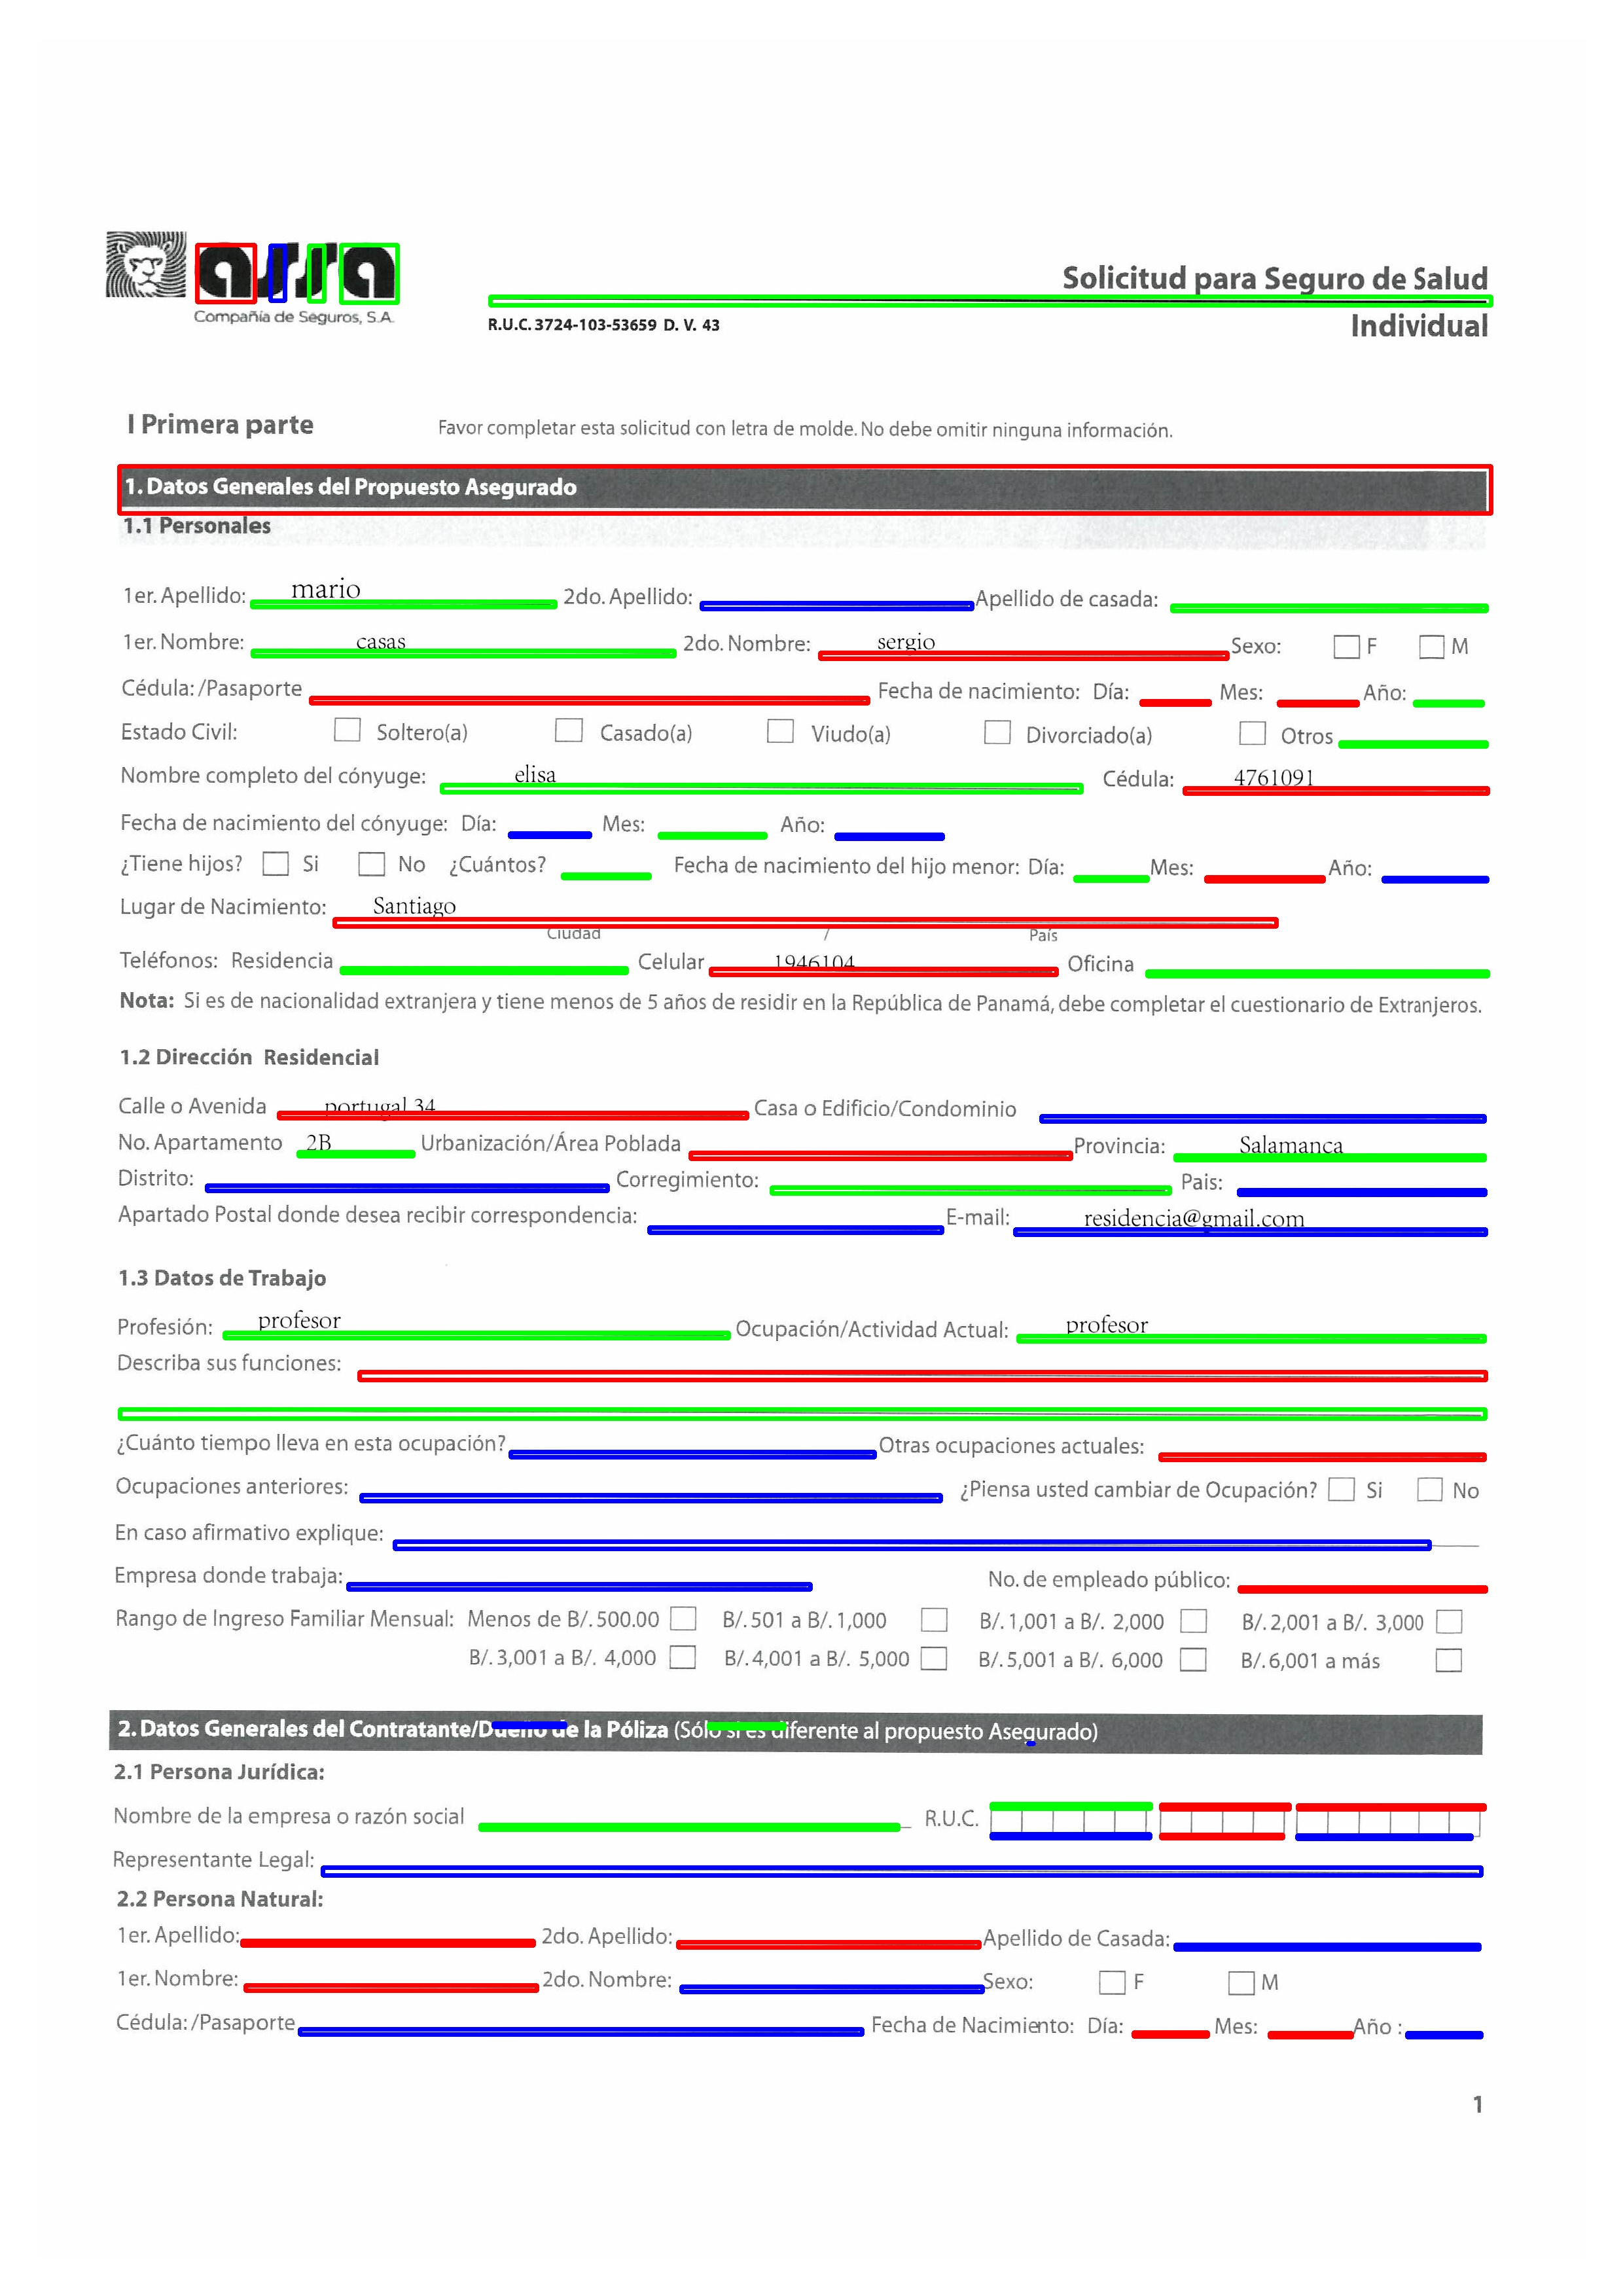 assa
Compañía de Seguros, S.A.
Solicitud para Seguro de Salud
R.U.C. 3724-103-53659 D. V. 43
Individual
I Primera parte Favor completar esta solicitud con letra de molde. No debe omitir ninguna información.
1. Datos Generales del Propuesto Asegurado
1.1 Personales
1er. Apellido: mario 2do. Apellido: Apellido de casada:
1er. Nombre: casas 2do. Nombre: sergio Sexo: F M
Cédula: /Pasaporte Fecha de nacimiento: Día: Mes: Año:
Estado Civil: Soltero(a) Casado(a) Viudo(a) Divorciado(a) Otros
Nombre completo del cónyuge: elisa Cédula: 4761091
Fecha de nacimiento del cónyuge: Día: Mes: Año:
¿Tiene hijos? Si No ¿Cuántos? Fecha de nacimiento del hijo menor: Día: Mes: Año:
Lugar de Nacimiento: Santiago
Ciudad / País
Teléfonos: Residencia Celular 1946104 Oficina
Nota: Si es de nacionalidad extranjera y tiene menos de 5 años de residir en la República de Panamá, debe completar el cuestionario de Extranjeros.
1.2 Dirección Residencial
Calle o Avenida portugal 34 Casa o Edificio/Condominio
No. Apartamento 2B Urbanización/Área Poblada Provincia: Salamanca
Distrito: Corregimiento: Pais:
Apartado Postal donde desea recibir correspondencia: E-mail: residencia@gmail.com
1.3 Datos de Trabajo
Profesión: profesor Ocupación/Actividad Actual: profesor
Describa sus funciones:
¿Cuánto tiempo lleva en esta ocupación? Otras ocupaciones actuales:
Ocupaciones anteriores: ¿Piensa usted cambiar de Ocupación? Si No
En caso afirmativo explique:
Empresa donde trabaja: No. de empleado público:
Rango de Ingreso Familiar Mensual: Menos de B/. 500.00 B/. 501 a B/. 1,000 B/. 1,001 a B/. 2,000 B/. 2,001 a B/. 3,000
B/. 3,001 a B/. 4,000 B/. 4,001 a B/. 5,000 B/. 5,001 a B/. 6,000 B/. 6,001 a más
2. Datos Generales del Contratante/Dueño de la Póliza (Sólo si es diferente al propuesto Asegurado)
2.1 Persona Jurídica:
Nombre de la empresa o razón social R.U.C.
Representante Legal:
2.2 Persona Natural:
1er. Apellido: 2do. Apellido: Apellido de Casada:
1er. Nombre: 2do. Nombre: Sexo: F M
Cédula: /Pasaporte Fecha de Nacimiento: Día: Mes: Año :
1